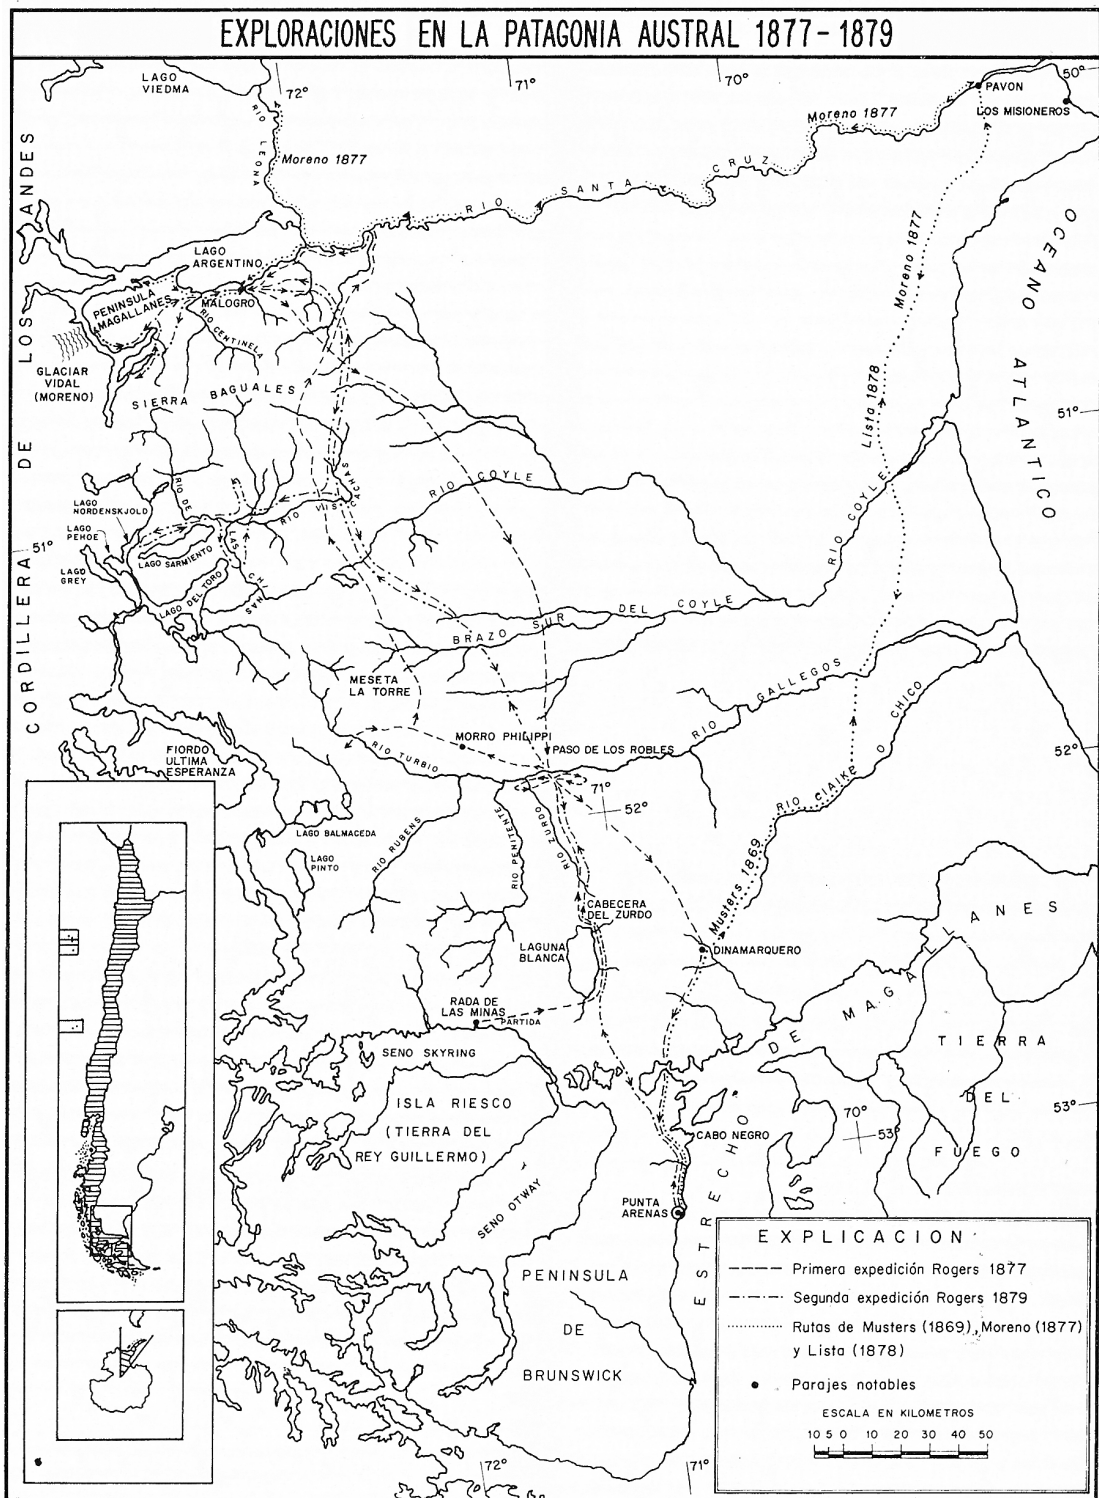 EXPLORACIONES EN LA PATAGONIA AUSTRAL 1877-1879
LAGO
VIEDMA
72°
71°
70°
50°
PAVON
LOS MISIONEROS
Moreno 1877
RIO LEONA
Moreno 1877
RIO SANTA CRUZ
CORDILLERA DE LOS ANDES
LAGO
ARGENTINO
PENINSULA
MAGALLANES
MALOGRO
RIO CENTINELA
GLACIAR
VIDAL
(MORENO)
SIERRA BAGUALES
Moreno 1877
Lista 1878
OCEANO ATLANTICO
51°
RIO COYLE
RIO COYLE
LAGO
NORDENSKJOLD
LAGO
PEHOE
LAGO
GREY
51°
RIO DE LAS CHINAS
RIO VISCACHAS
LAGO SARMIENTO
LAGO DEL TORO
BRAZO SUR DEL COYLE
MESETA
LA TORRE
RIO GALLEGOS
RIO CIAIKE O CHICO
52°
MORRO PHILIPPI
PASO DE LOS ROBLES
RIO TURBIO
FIORDO
ULTIMA
ESPERANZA
71°
52°
LAGO BALMACEDA
LAGO
PINTO
RIO RUBENS
RIO PENITENTE
RIO ZURDO
Musters 1869
CABECERA
DEL ZURDO
LAGUNA
BLANCA
DINAMARQUERO
RADA DE
LAS MINAS
PARTIDA
SENO SKYRING
ISLA RIESCO
(TIERRA DEL
REY GUILLERMO)
SENO OTWAY
ESTRECHO DE MAGALLANES
TIERRA
DEL
FUEGO
53°
70°
53°
CABO NEGRO
PUNTA
ARENAS
PENINSULA
DE
BRUNSWICK
72°
71°
EXPLICACION
Primera expedición Rogers 1877
Segunda expedición Rogers 1879
Rutas de Musters (1869), Moreno (1877)
y Lista (1878)
Parajes notables
ESCALA EN KILOMETROS
10 5 0 10 20 30 40 50